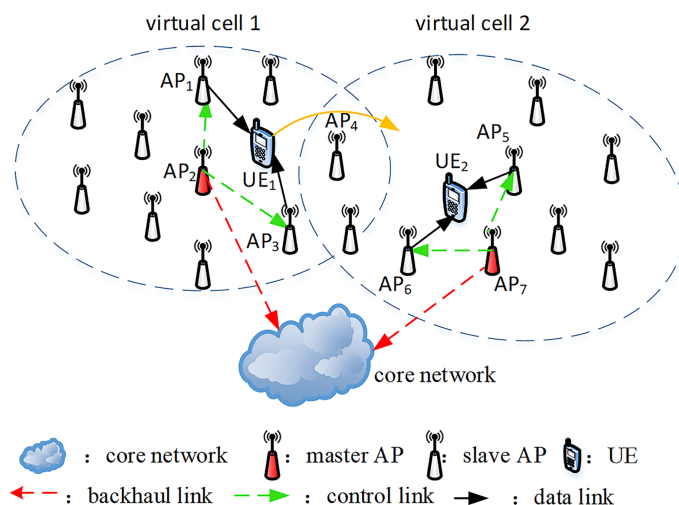 virtual cell 1
virtual cell 2
AP1
AP4
AP5
UE2
AP2
UE1
AP3
AP6
AP7
core network
: core network : master AP : slave AP : UE
: backhaul link : control link : data link